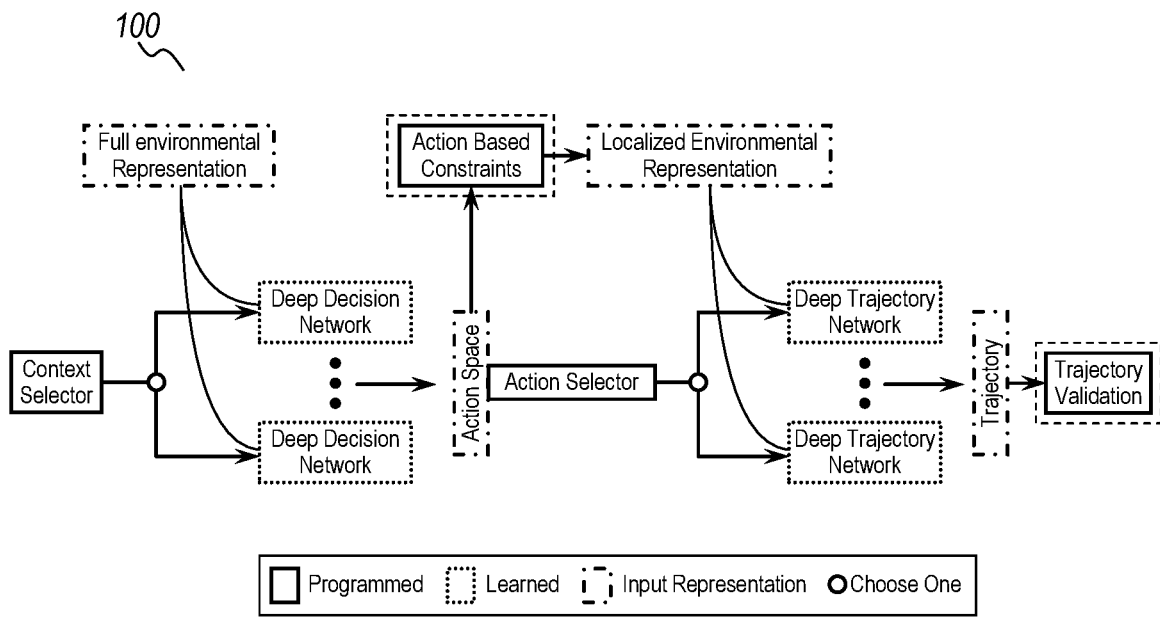 100
Full environmental
Representation
Action Based
Constraints
Localized Environmental
Representation
Deep Decision
Network
Deep Trajectory
Network
Context
Selector
Action Space
Action Selector
Trajectory
Trajectory
Validation
Deep Decision
Network
Deep Trajectory
Network
Programmed
Learned
Input Representation
Choose One